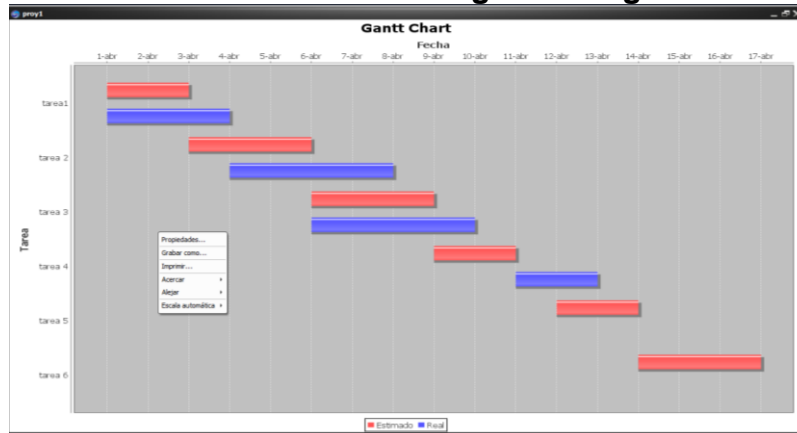 proy1
Gantt Chart
Fecha
1-abr 2-abr 3-abr 4-abr 5-abr 6-abr 7-abr 8-abr 9-abr 10-abr 11-abr 12-abr 13-abr 14-abr 15-abr 16-abr 17-abr
tarea1
tarea 2
tarea 3
Tarea
Propiedades...
Grabar como...
Imprimir...
Acercar
Alejar
Escala automática
tarea 4
tarea 5
tarea 6
Estimado Real